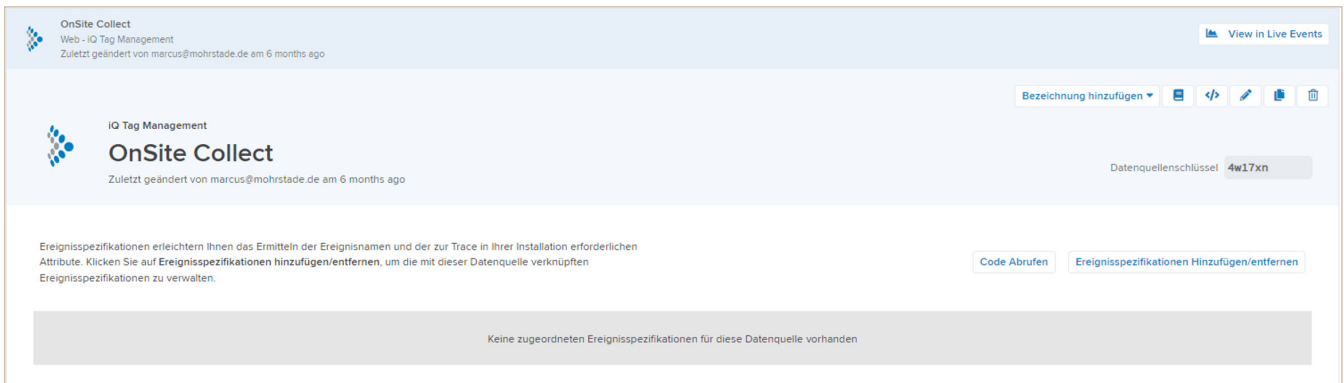 OnSite Collect
Web - iQ Tag Management
Zuletzt geändert von marcus@mohrstade.de am 6 months ago
View in Live Events
Bezeichnung hinzufügen
iQ Tag Management
OnSite Collect
Zuletzt geändert von marcus@mohrstade.de am 6 months ago
Datenquellenschlüssel 4wl7xn
Ereignisspezifikationen erleichtern Ihnen das Ermitteln der Ereignisnamen und der zur Trace in Ihrer Installation erforderlichen
Attribute. Klicken Sie auf Ereignisspezifikationen hinzufügen/entfernen, um die mit dieser Datenquelle verknüpften
Ereignisspezifikationen zu verwalten.
Code Abrufen
Ereignisspezifikationen Hinzufügen/entfernen
Keine zugeordneten Ereignisspezifikationen für diese Datenquelle vorhanden